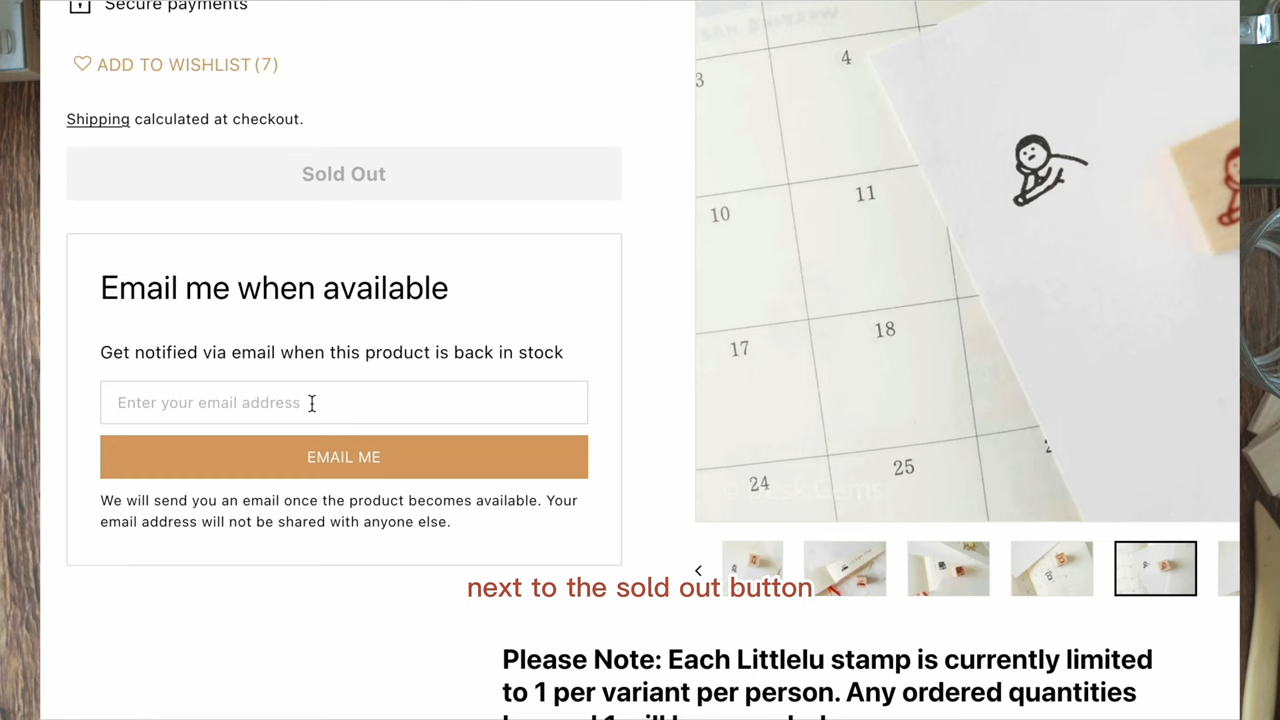 Secure payments
ADD TO WISHLIST (7)
Shipping calculated at checkout.
Sold Out
Email me when available
Get notified via email when this product is back in stock
Enter your email address
EMAIL ME
We will send you an email once the product becomes available. Your
email address will not be shared with anyone else.
3
4
10
11
17
18
24
25
© Desk Gems
next to the sold out button
Please Note: Each Littlelu stamp is currently limited
to 1 per variant per person. Any ordered quantities